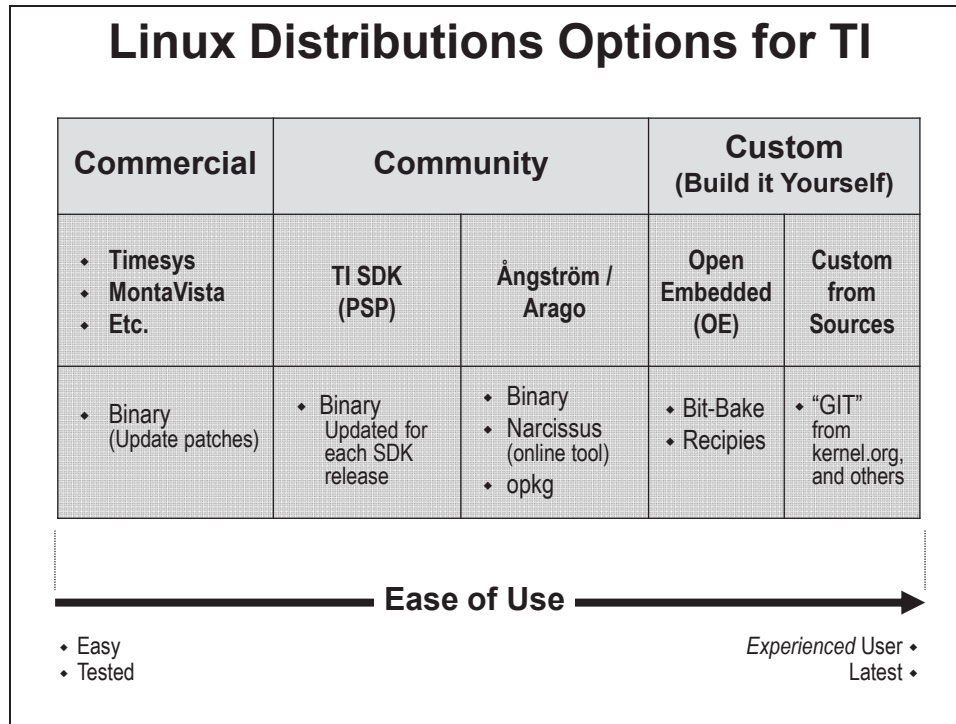 Linux Distributions Options for TI
Commercial
Community
Custom
(Build it Yourself)
◆ Timesys
◆ MontaVista
◆ Etc.
TI SDK
(PSP)
Ångström /
Arago
Open
Embedded
(OE)
Custom
from
Sources
◆ Binary
(Update patches)
◆ Binary
Updated for
each SDK
release
◆ Binary
◆ Narcissus
(online tool)
◆ opkg
◆ Bit-Bake
◆ Recipies
◆ “GIT”
from
kernel.org,
and others
Ease of Use
◆ Easy
◆ Tested
Experienced User ◆
Latest ◆